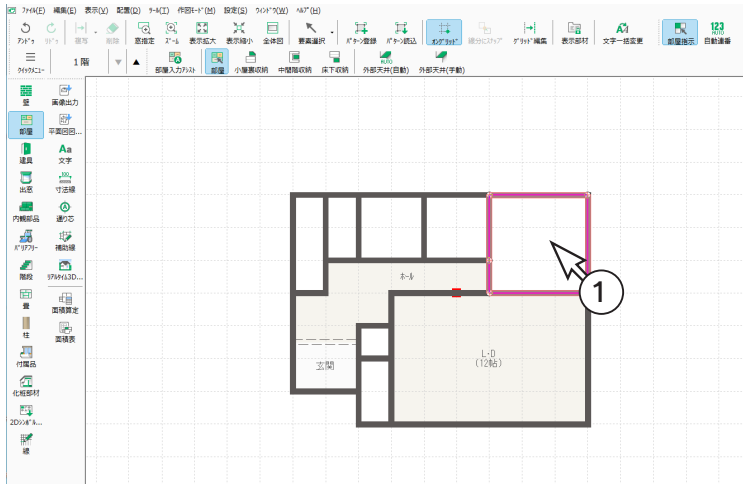 ファイル(F) 編集(E) 表示(V) 配置(D) ツール(T) 作図モード(M) 設定(S) ウィンドウ(W) ヘルプ(H)
アンドゥ リドゥ 複写 削除 窓指定 ズーム 表示拡大 表示縮小 全体図 要素選択 パターン登録 パターン読込 オングリッド 線分にスナップ グリッド編集 表示部材 文字一括変更 部屋指示 自動連番
クイックメニュー 1 階 部屋入力アシスト 部屋 小屋裏収納 中間階収納 床下収納 外部天井(自動) 外部天井(手動)
壁 画像出力
部屋 平面図図...
建具 文字
出窓 寸法線
内観部品 通り芯
バリアフリー 補助線
階段 リアルタイム3D...
畳 面積算定
柱 面積表
付属品
化粧部材
2Dシンボル...
線
ホール
1
L・D
(12帖)
玄関